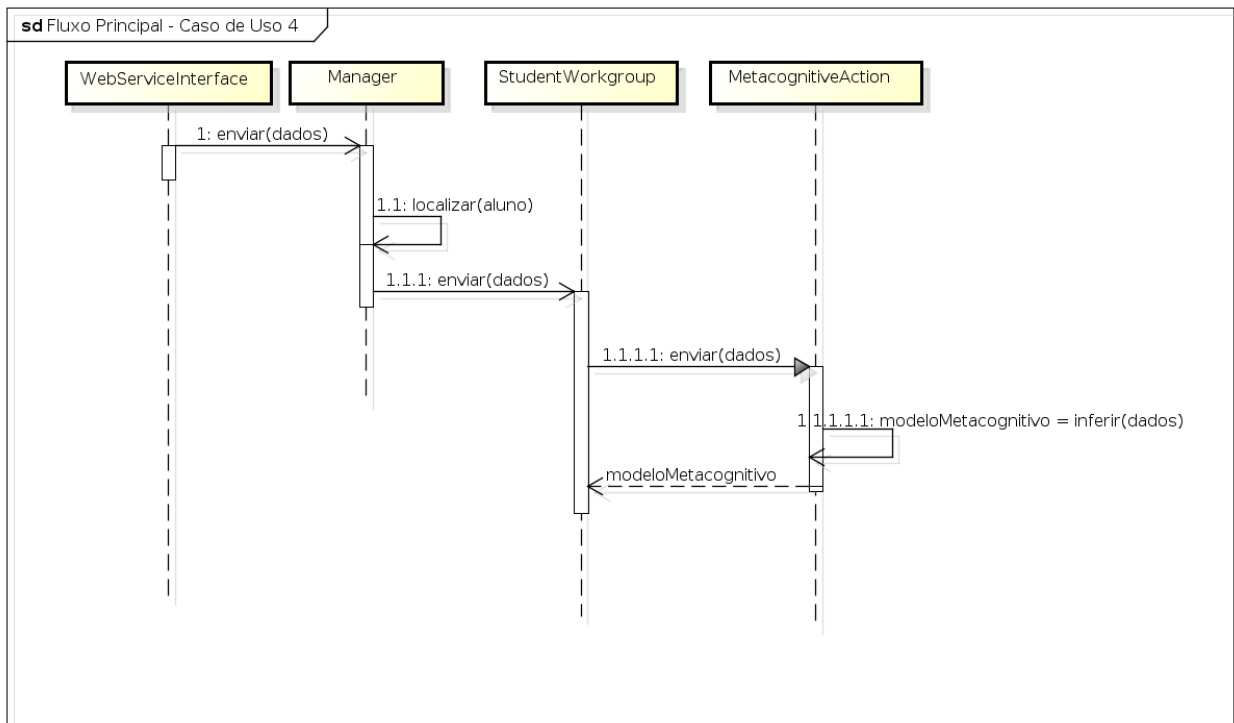 sd Fluxo Principal - Caso de Uso 4
WebServiceInterface
Manager
StudentWorkgroup
MetacognitiveAction
1: enviar(dados)
1.1: localizar(aluno)
1.1.1: enviar(dados)
1.1.1.1: enviar(dados)
1.1.1.1.1: modeloMetacognitivo = inferir(dados)
modeloMetacognitivo